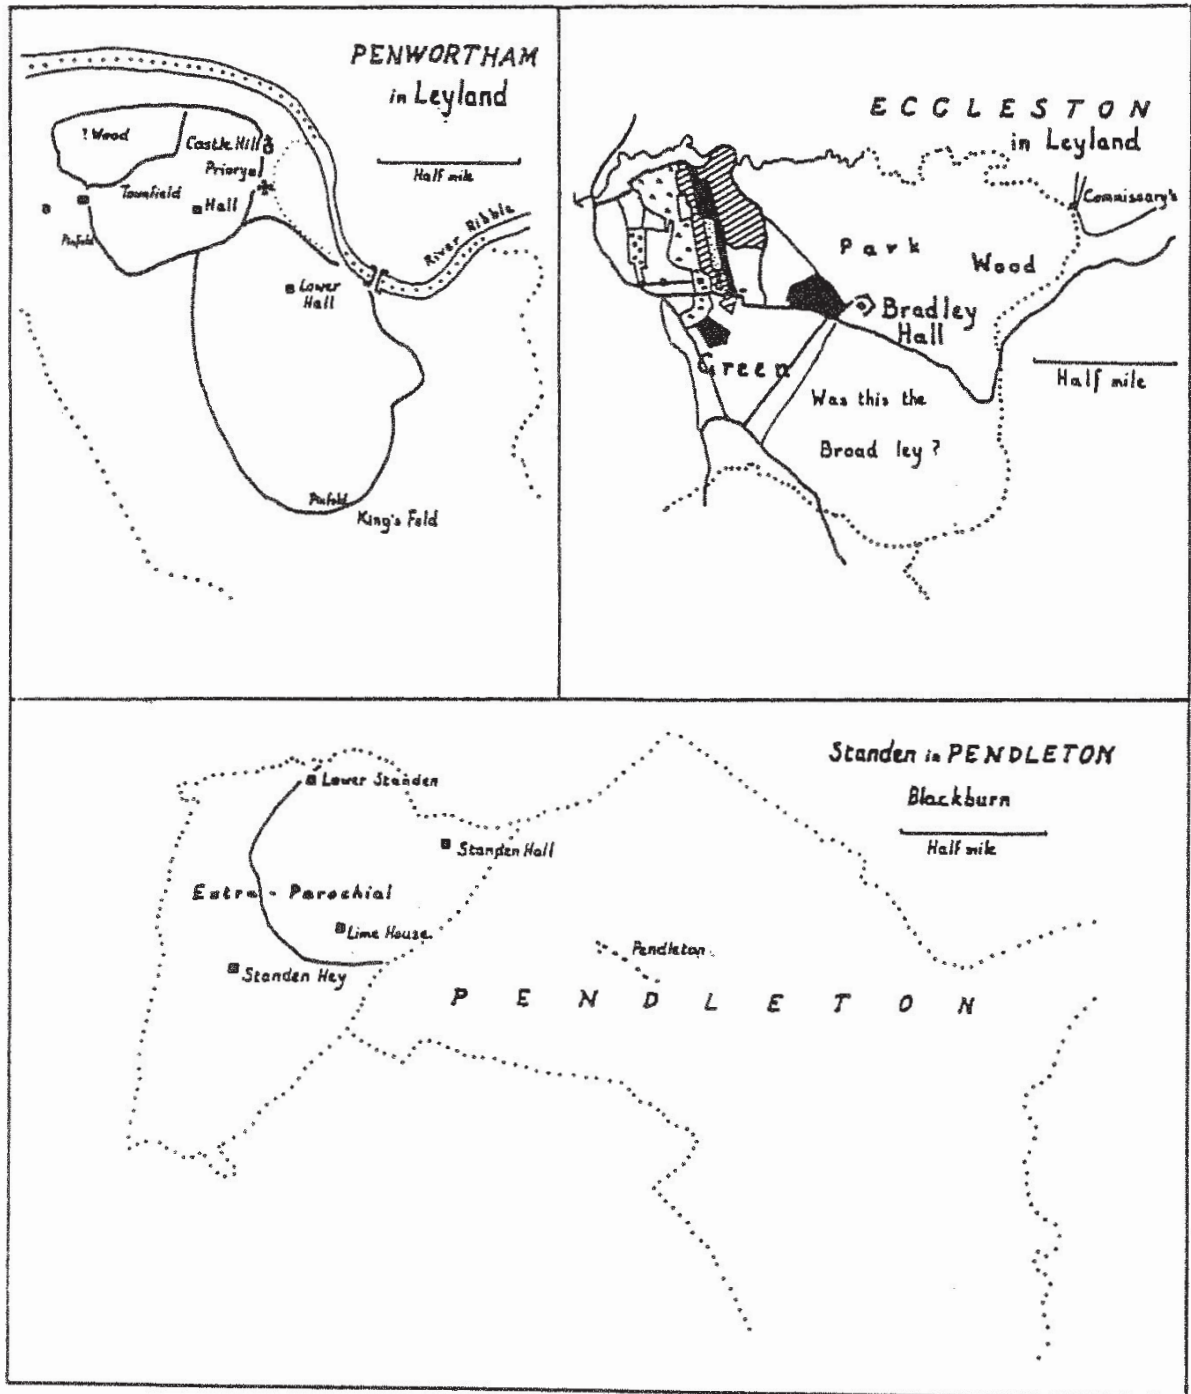 PENWORTHAM
in Leyland
Half mile
? Wood
Castle Hill
Priory
Townfield
Hall
Pinfold
River Ribble
Lower
Hall
Pinfold
King's Fold
ECCLESTON
in Leyland
Commissary's
Park
Wood
Bradley
Hall
Green
Half mile
Was this the
Broad ley ?
Standen in PENDLETON
Blackburn
Half mile
Lower Standen
Standen Hall
Extra - Parochial
Lime House
Standen Hey
Pendleton
PENDLETON